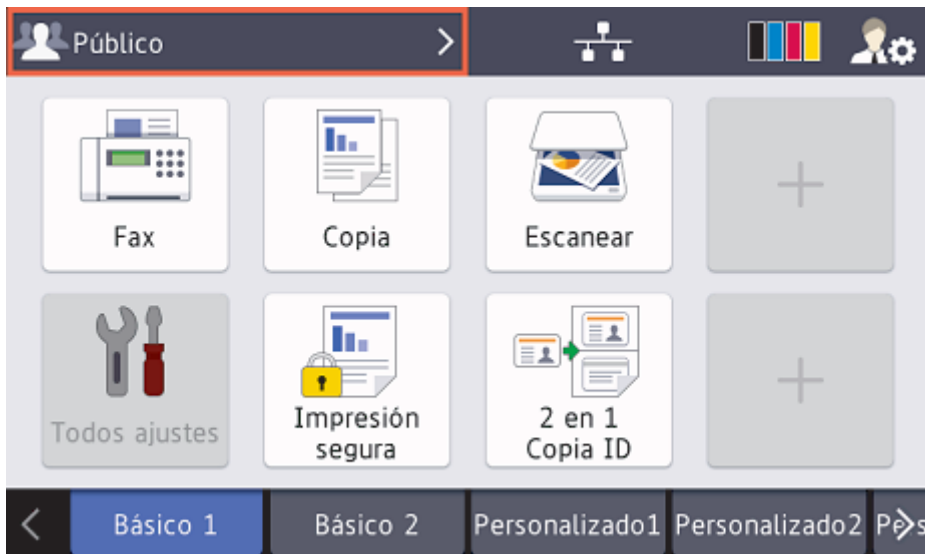 Público
Fax
Copia
Escanear
Todos ajustes
Impresión
segura
2 en 1
Copia ID
Básico 1
Básico 2
Personalizado1
Personalizado2